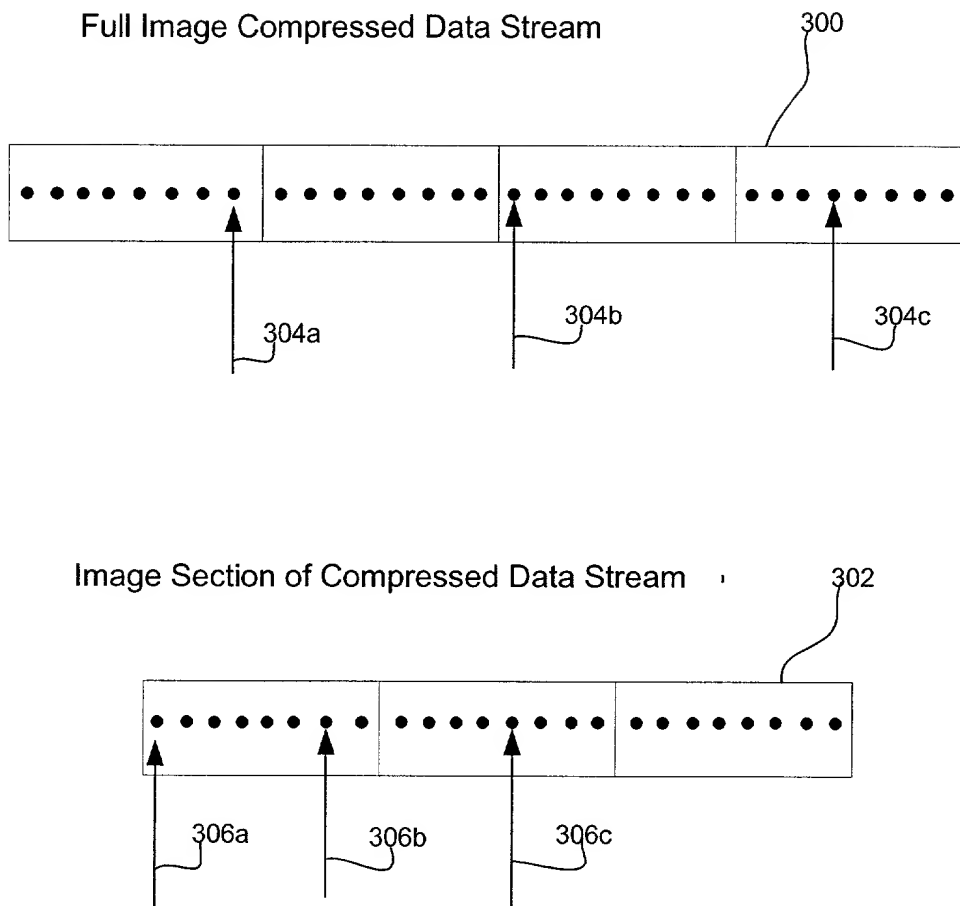 Full Image Compressed Data Stream
300
304a
304b
304c
Image Section of Compressed Data Stream
302
306a
306b
306c